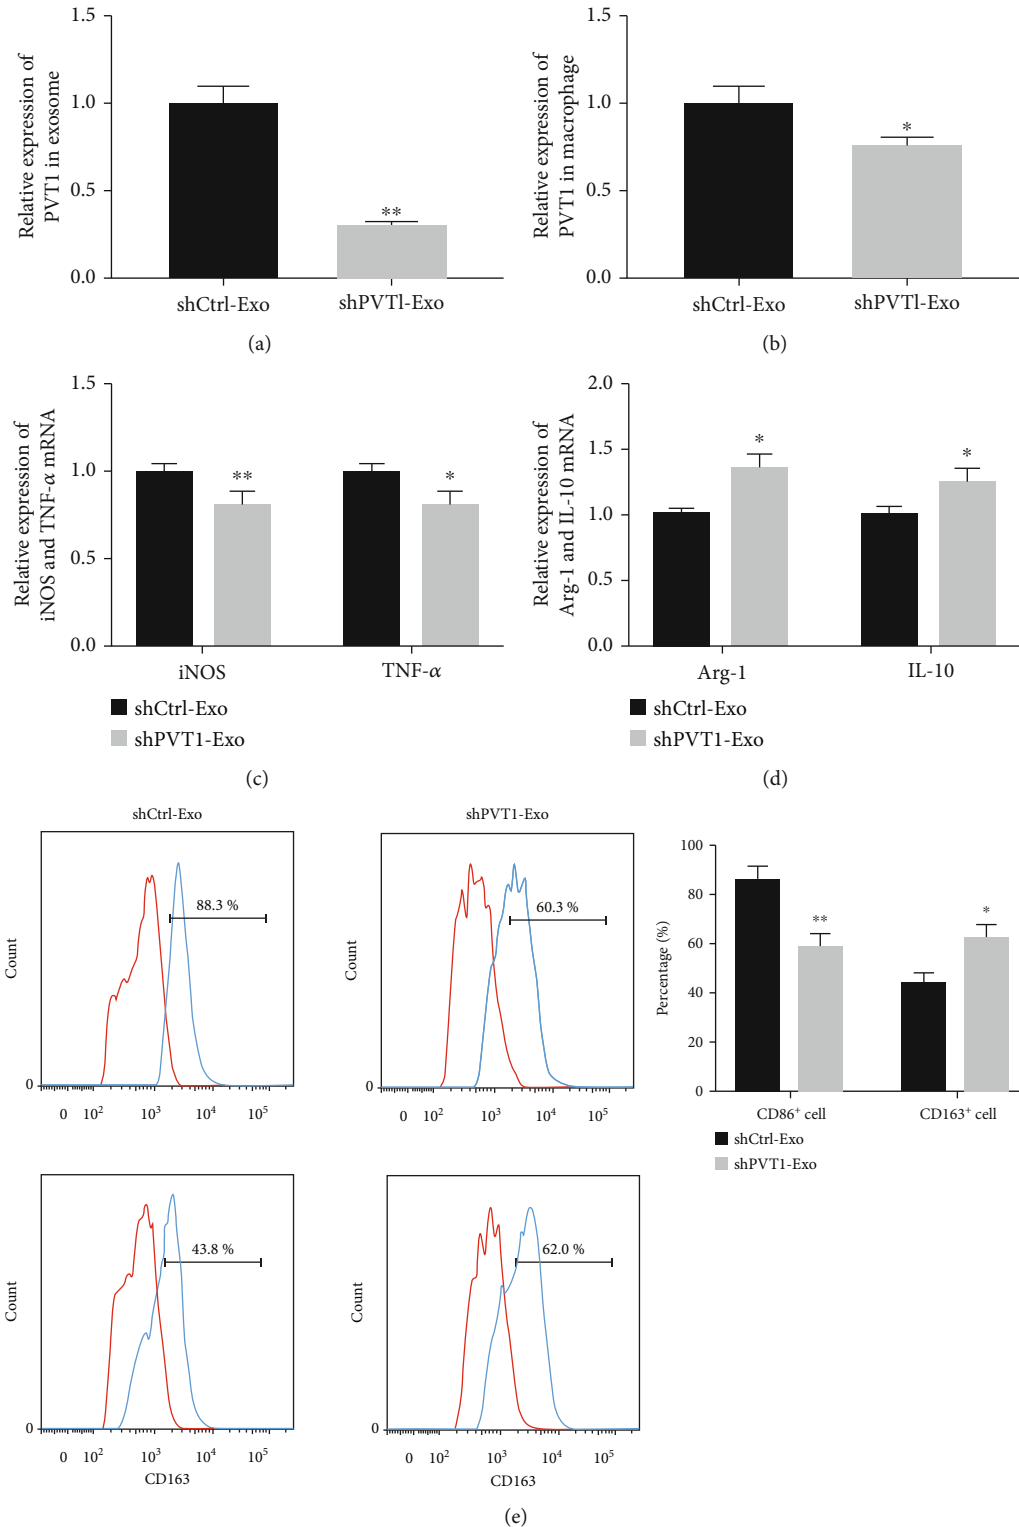 Relative expression of
PVT1 in exosome
1.5
1.0
0.5
0.0
**
shCtrl-Exo
shPVTl-Exo
(a)
Relative expression of
PVT1 in macrophage
1.5
1.0
0.5
0.0
*
shCtrl-Exo
shPVTl-Exo
(b)
Relative expression of
iNOS and TNF-α mRNA
1.5
1.0
0.5
0.0
**
*
iNOS
TNF-α
shCtrl-Exo
shPVT1-Exo
(c)
Relative expression of
Arg-1 and IL-10 mRNA
2.0
1.5
1.0
0.5
0.0
*
*
Arg-1
IL-10
shCtrl-Exo
shPVT1-Exo
(d)
shCtrl-Exo
Count
88.3 %
0
0 10² 10³ 10⁴ 10⁵
shPVT1-Exo
Count
60.3 %
0
0 10² 10³ 10⁴ 10⁵
Percentage (%)
100
80
60
40
20
0
**
*
CD86⁺ cell
CD163⁺ cell
shCtrl-Exo
shPVT1-Exo
Count
43.8 %
0
0 10² 10³ 10⁴ 10⁵
CD163
Count
62.0 %
0
0 10² 10³ 10⁴ 10⁵
CD163
(e)